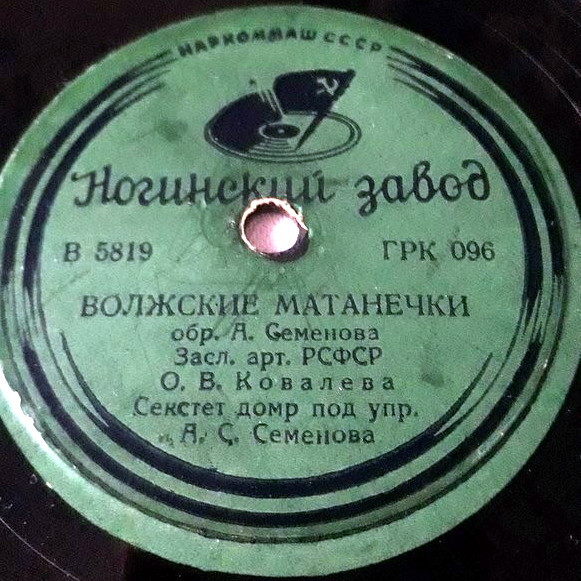 НАРКОММАШ СССР
Ногинский завод
В 5819 ГРК 096
ВОЛЖСКИЕ МАТАНЕЧКИ
обр. А. Семенова
Засл. арт. РСФСР
О. В. Ковалева
Секстет домр под упр.
А. С. Семенова